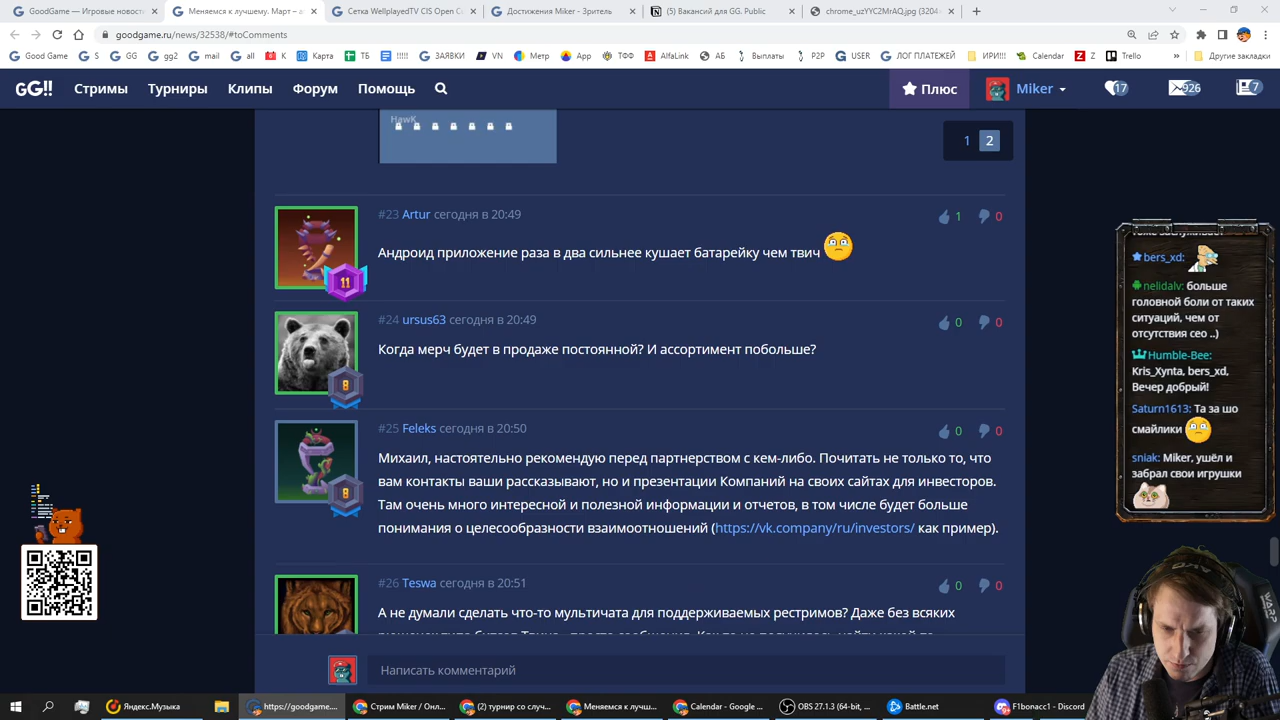 GoodGame — Игровые новост
Меняемся к лучшему. Март – а
Сетка WellplayedTV CIS Open C
Достижения Miker - Зритель
(5) Вакансий для GG. Public
chrome_uzYYC2MrAQ.jpg (3204
goodgame.ru/news/32538/#toComments
Good Game
S
GG
gg2
mail
all
К
Карта
ТБ
!!!!!
ЗАЯВКИ
VN
Метр
App
ТФФ
AlfaLink
АБ
Выплаты
P2P
USER
ЛОГ ПЛАТЕЖЕЙ
ИРИ!!!
Calendar
Z
Trello
Другие закладки
GG!!
Стримы
Турниры
Клипы
Форум
Помощь
Плюс
Miker
17
926
7
HawK
1 2
#23 Artur сегодня в 20:49
1 0
Андроид приложение раза в два сильнее кушает батарейку чем твич
11
#24 ursus63 сегодня в 20:49
0 0
Когда мерч будет в продаже постоянной? И ассортимент побольше?
8
#25 Feleks сегодня в 20:50
0 0
Михаил, настоятельно рекомендую перед партнерством с кем-либо. Почитать не только то, что
вам контакты ваши рассказывают, но и презентации Компаний на своих сайтах для инвесторов.
Там очень много интересной и полезной информации и отчетов, в том числе будет больше
понимания о целесообразности взаимоотношений (https://vk.company/ru/investors/ как пример).
8
#26 Teswa сегодня в 20:51
0 0
А не думали сделать что-то мультичата для поддерживаемых рестримов? Даже без всяких
Написать комментарий
bers_xd:
nelidalv: больше
головной боли от таких
ситуаций, чем от
отсутствия сео ..)
Humble-Bee:
Kris_Xynta, bers_xd,
Вечер добрый!
Saturn1613: Та за шо
смайлики
sniak: Miker, ушёл и
забрал свои игрушки
Яндекс.Музыка
https://goodgame....
Стрим Miker / Онл...
(2) турнир со случ...
Меняемся к лучш...
Calendar - Google ...
OBS 27.1.3 (64-bit, ...
Battle.net
F1bonacc1 - Discord